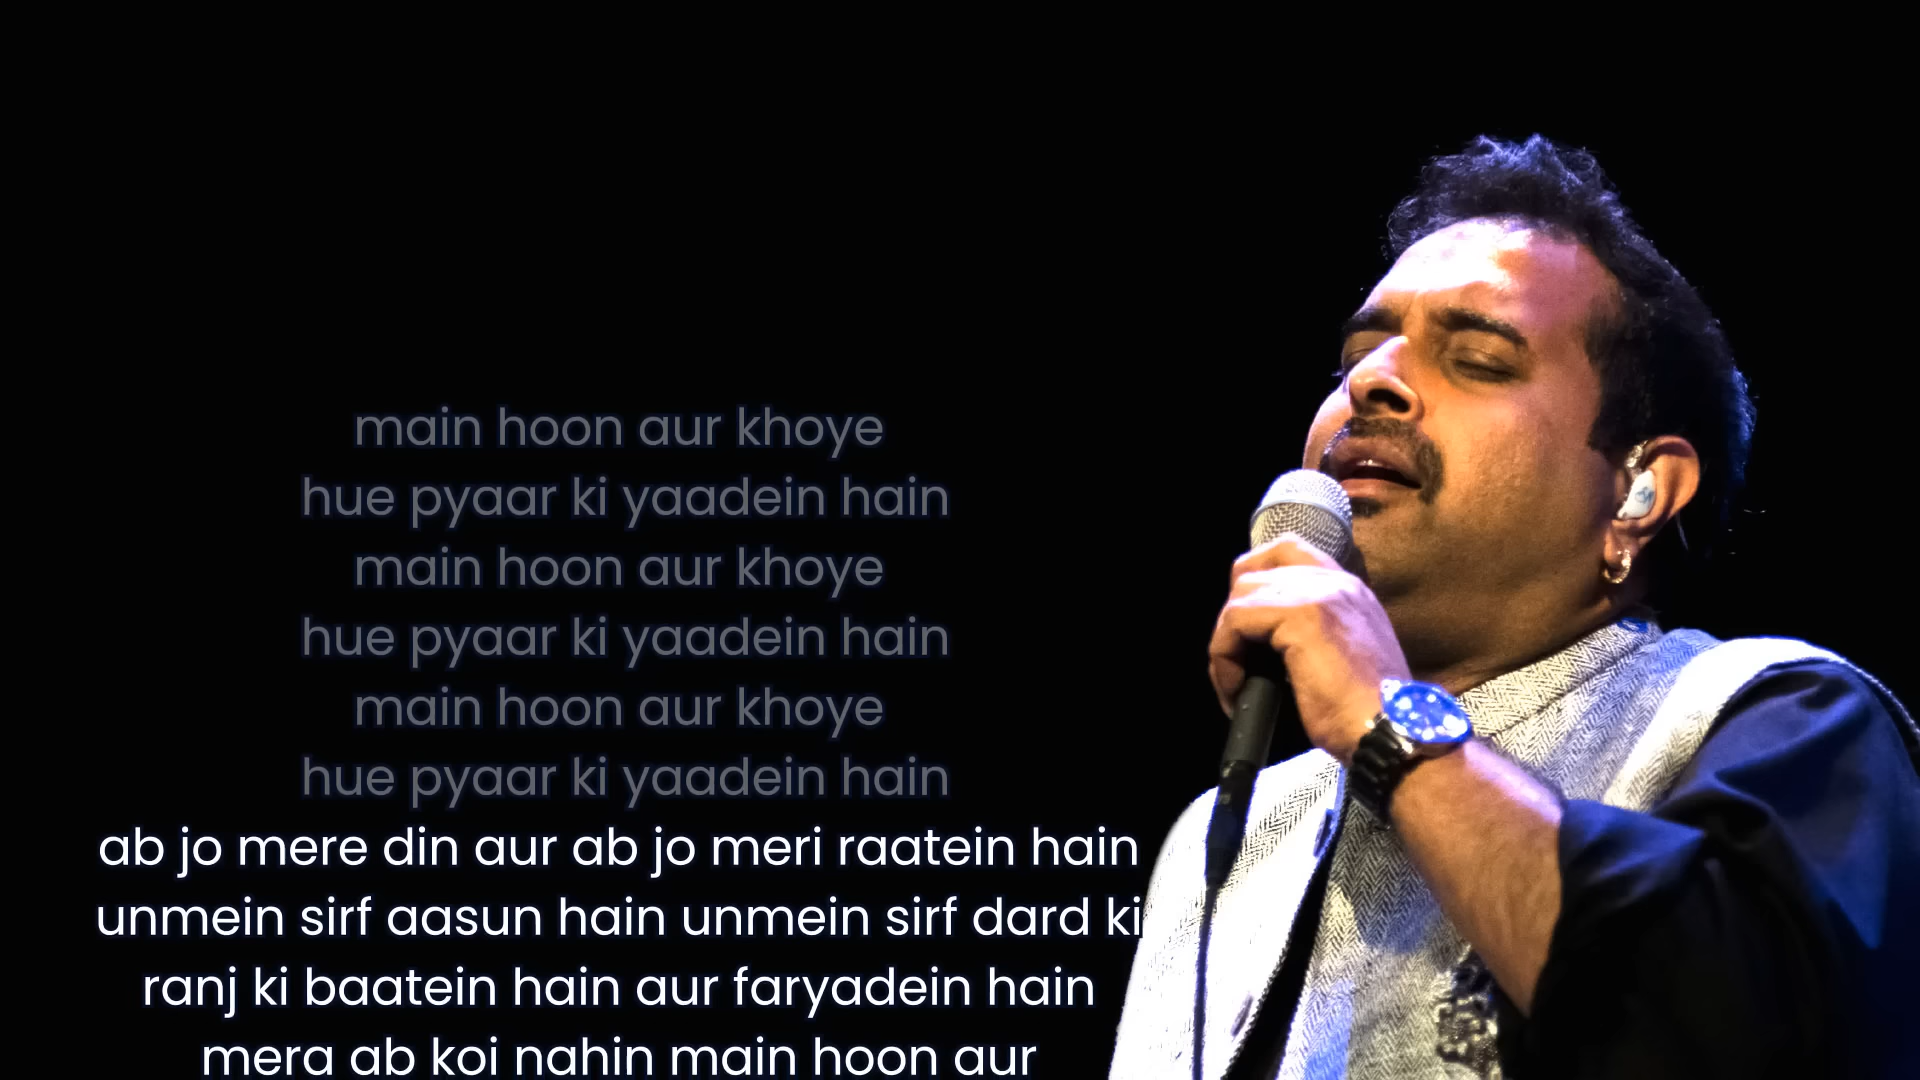 main hoon aur khoye
hue pyaar ki yaadein hain
main hoon aur khoye
hue pyaar ki yaadein hain
main hoon aur khoye
hue pyaar ki yaadein hain
ab jo mere din aur ab jo meri raatein hain
unmein sirf aasun hain unmein sirf dard ki
ranj ki baatein hain aur faryadein hain
mera ab koi nahin main hoon aur